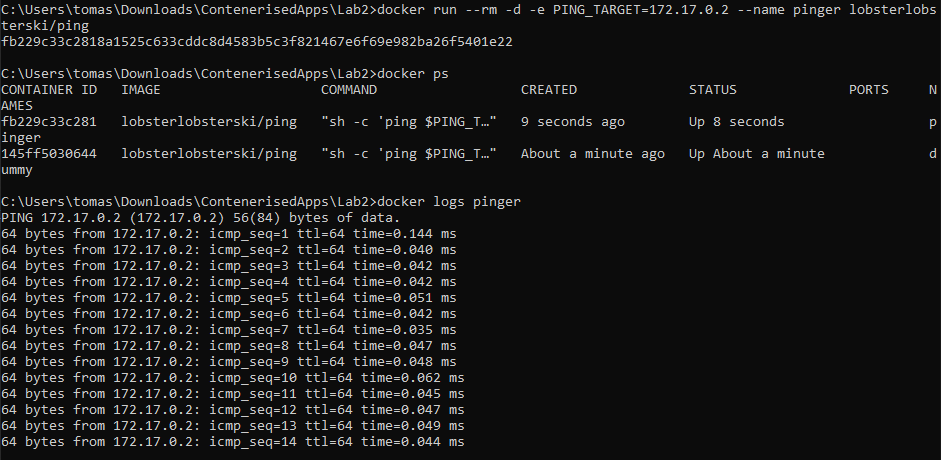 C:\Users\tomas\Downloads\ContenerisedApps\Lab2>docker run --rm -d -e PING_TARGET=172.17.0.2 --name pinger lobsterlobs
terski/ping
fb229c33c2818a1525c633cddc8d4583b5c3f821467e6f69e982ba26f5401e22

C:\Users\tomas\Downloads\ContenerisedApps\Lab2>docker ps
CONTAINER ID   IMAGE                    COMMAND                  CREATED              STATUS              PORTS     N
AMES
fb229c33c281   lobsterlobsterski/ping   "sh -c 'ping $PING_T…"   9 seconds ago        Up 8 seconds                  p
inger
145ff5030644   lobsterlobsterski/ping   "sh -c 'ping $PING_T…"   About a minute ago   Up About a minute             d
ummy

C:\Users\tomas\Downloads\ContenerisedApps\Lab2>docker logs pinger
PING 172.17.0.2 (172.17.0.2) 56(84) bytes of data.
64 bytes from 172.17.0.2: icmp_seq=1 ttl=64 time=0.144 ms
64 bytes from 172.17.0.2: icmp_seq=2 ttl=64 time=0.040 ms
64 bytes from 172.17.0.2: icmp_seq=3 ttl=64 time=0.042 ms
64 bytes from 172.17.0.2: icmp_seq=4 ttl=64 time=0.042 ms
64 bytes from 172.17.0.2: icmp_seq=5 ttl=64 time=0.051 ms
64 bytes from 172.17.0.2: icmp_seq=6 ttl=64 time=0.042 ms
64 bytes from 172.17.0.2: icmp_seq=7 ttl=64 time=0.035 ms
64 bytes from 172.17.0.2: icmp_seq=8 ttl=64 time=0.047 ms
64 bytes from 172.17.0.2: icmp_seq=9 ttl=64 time=0.048 ms
64 bytes from 172.17.0.2: icmp_seq=10 ttl=64 time=0.062 ms
64 bytes from 172.17.0.2: icmp_seq=11 ttl=64 time=0.045 ms
64 bytes from 172.17.0.2: icmp_seq=12 ttl=64 time=0.047 ms
64 bytes from 172.17.0.2: icmp_seq=13 ttl=64 time=0.049 ms
64 bytes from 172.17.0.2: icmp_seq=14 ttl=64 time=0.044 ms